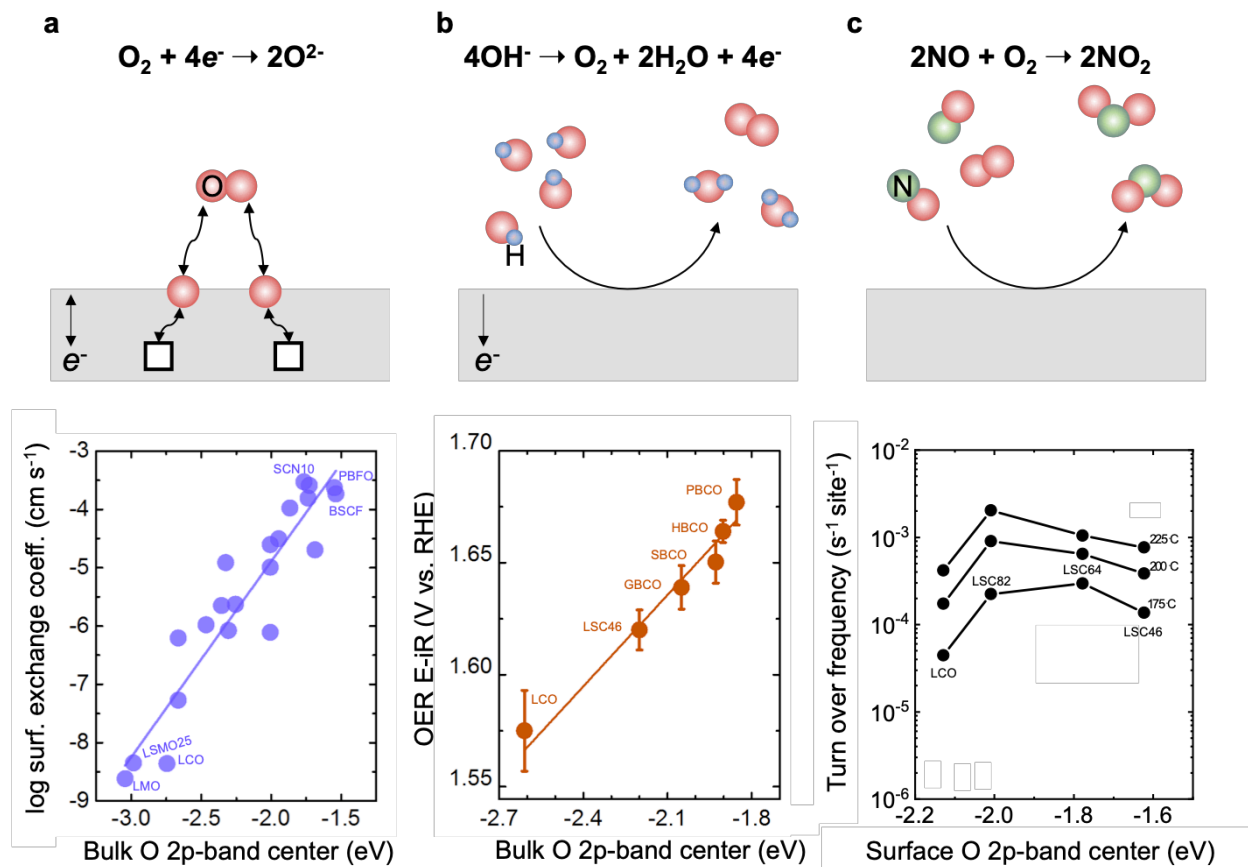 a
O₂ + 4e⁻ → 2O²⁻
O
e⁻
log surf. exchange coeff. (cm s⁻¹)
-3
-4
-5
-6
-7
-8
-9
SCN10
PBFO
BSCF
LSMO25
LCO
LMO
-3.0
-2.5
-2.0
-1.5
Bulk O 2p-band center (eV)
b
4OH⁻ → O₂ + 2H₂O + 4e⁻
H
e⁻
OER E-iR (V vs. RHE)
1.70
1.65
1.60
1.55
PBCO
HBCO
SBCO
GBCO
LSC46
LCO
-2.7
-2.4
-2.1
-1.8
Bulk O 2p-band center (eV)
c
2NO + O₂ → 2NO₂
N
Turn over frequency (s⁻¹ site⁻¹)
10⁻²
10⁻³
10⁻⁴
10⁻⁵
10⁻⁶
225 C
200 C
175 C
LSC82
LSC64
LSC46
LCO
-2.2
-2.0
-1.8
-1.6
Surface O 2p-band center (eV)